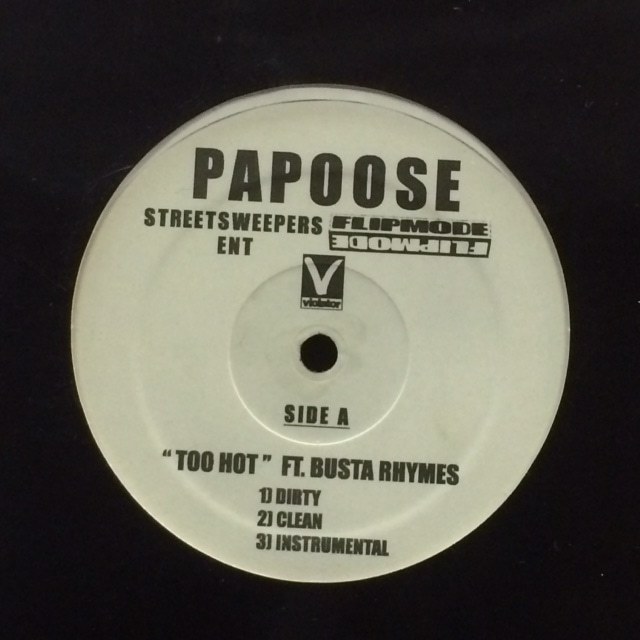 PAPOOSE
STREETSWEEPERS
ENT
FLIPMODE
FLIPMODE
V
Violator
SIDE A
“TOO HOT” FT. BUSTA RHYMES
1) DIRTY
2) CLEAN
3) INSTRUMENTAL